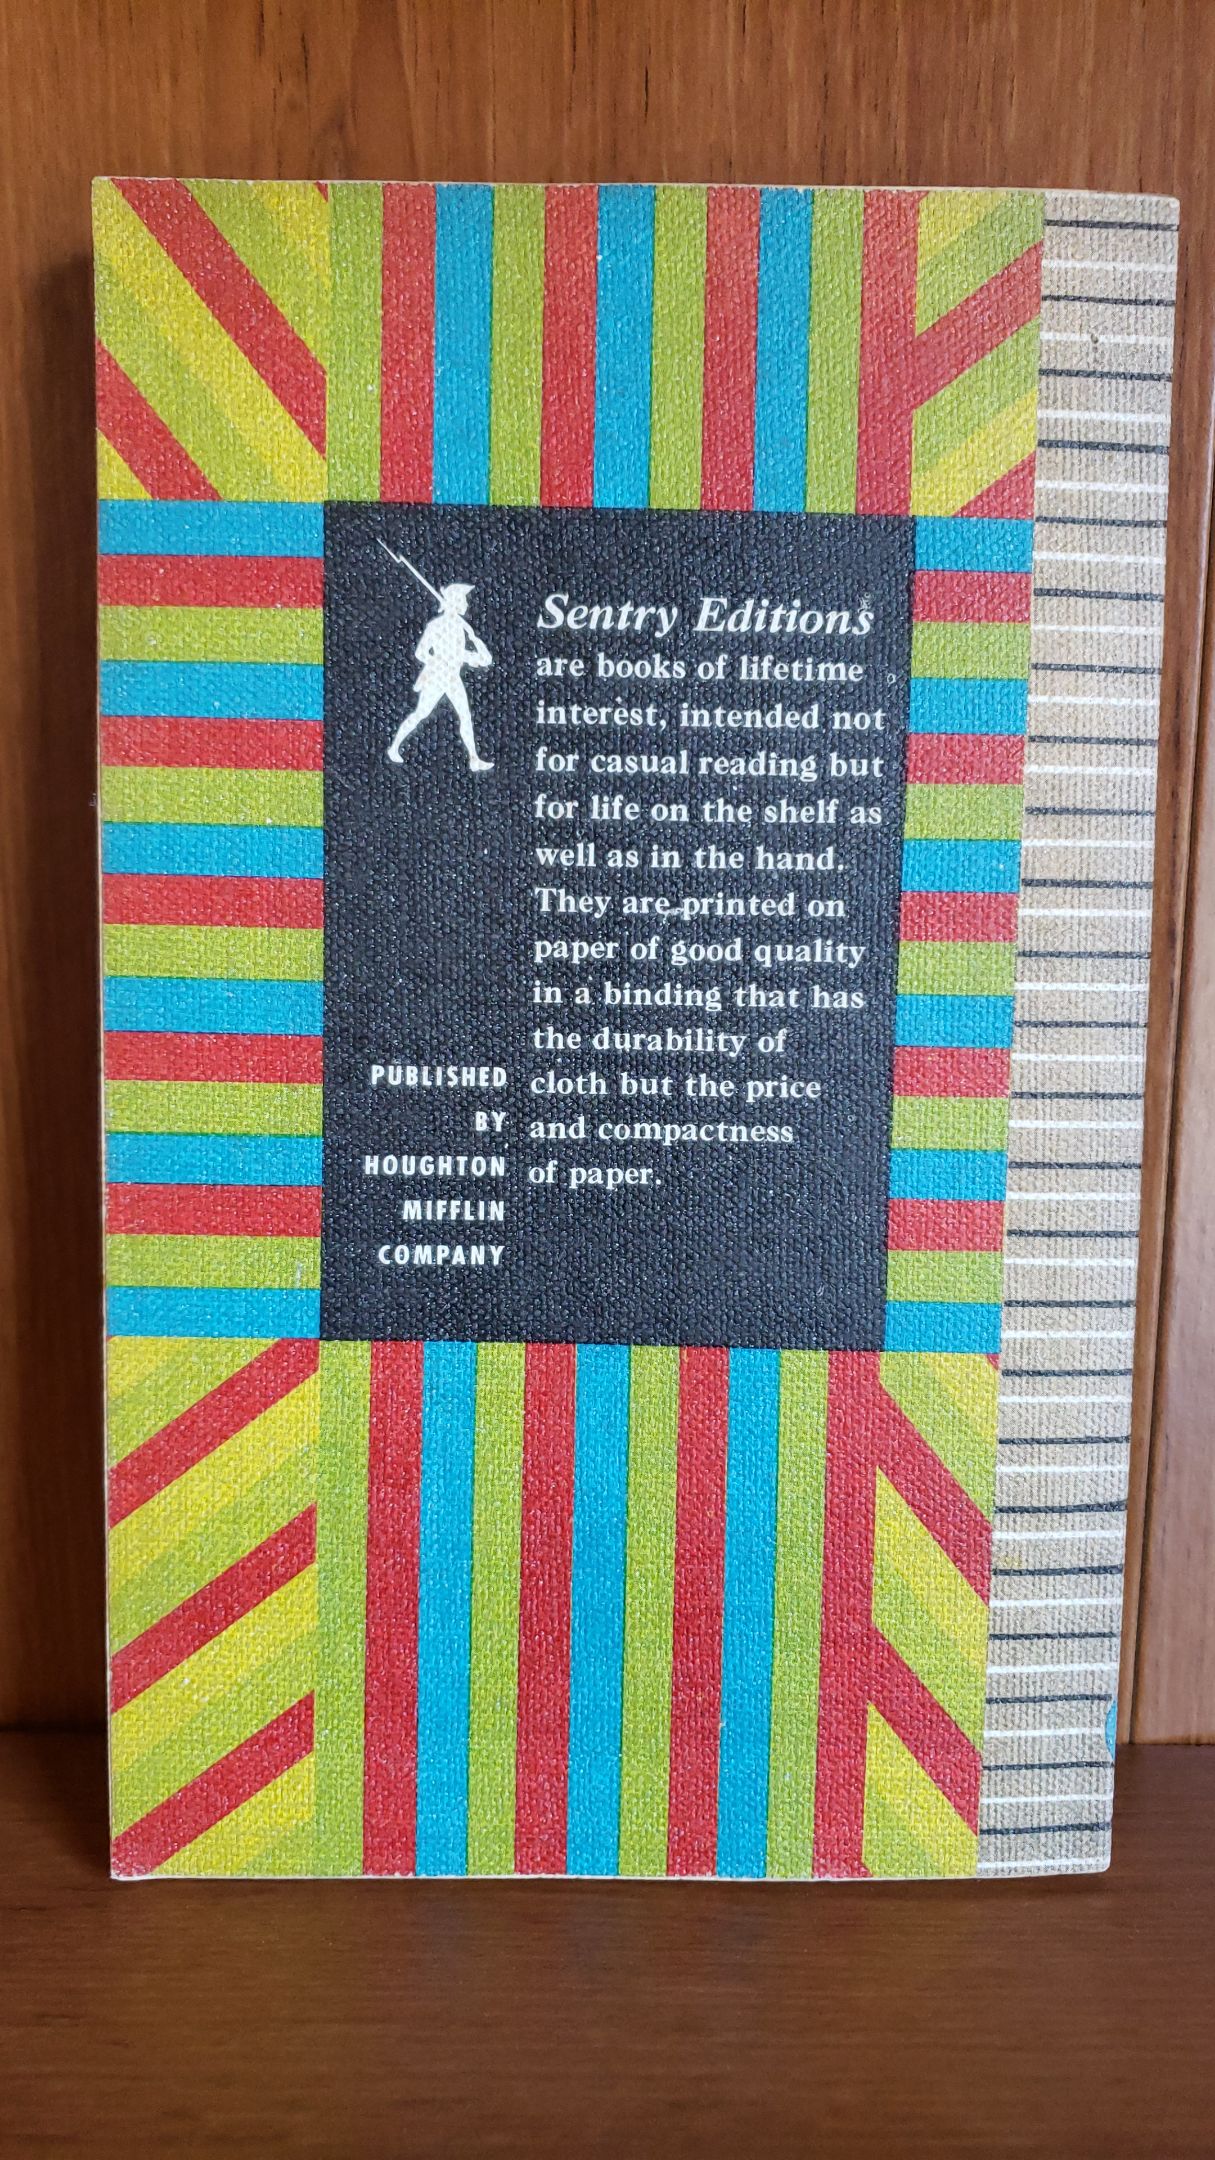 Sentry Editions
are books of lifetime
interest, intended not
for casual reading but
for life on the shelf as
well as in the hand.
They are printed on
paper of good quality
in a binding that has
the durability of
cloth but the price
and compactness
of paper.
PUBLISHED
BY
HOUGHTON
MIFFLIN
COMPANY